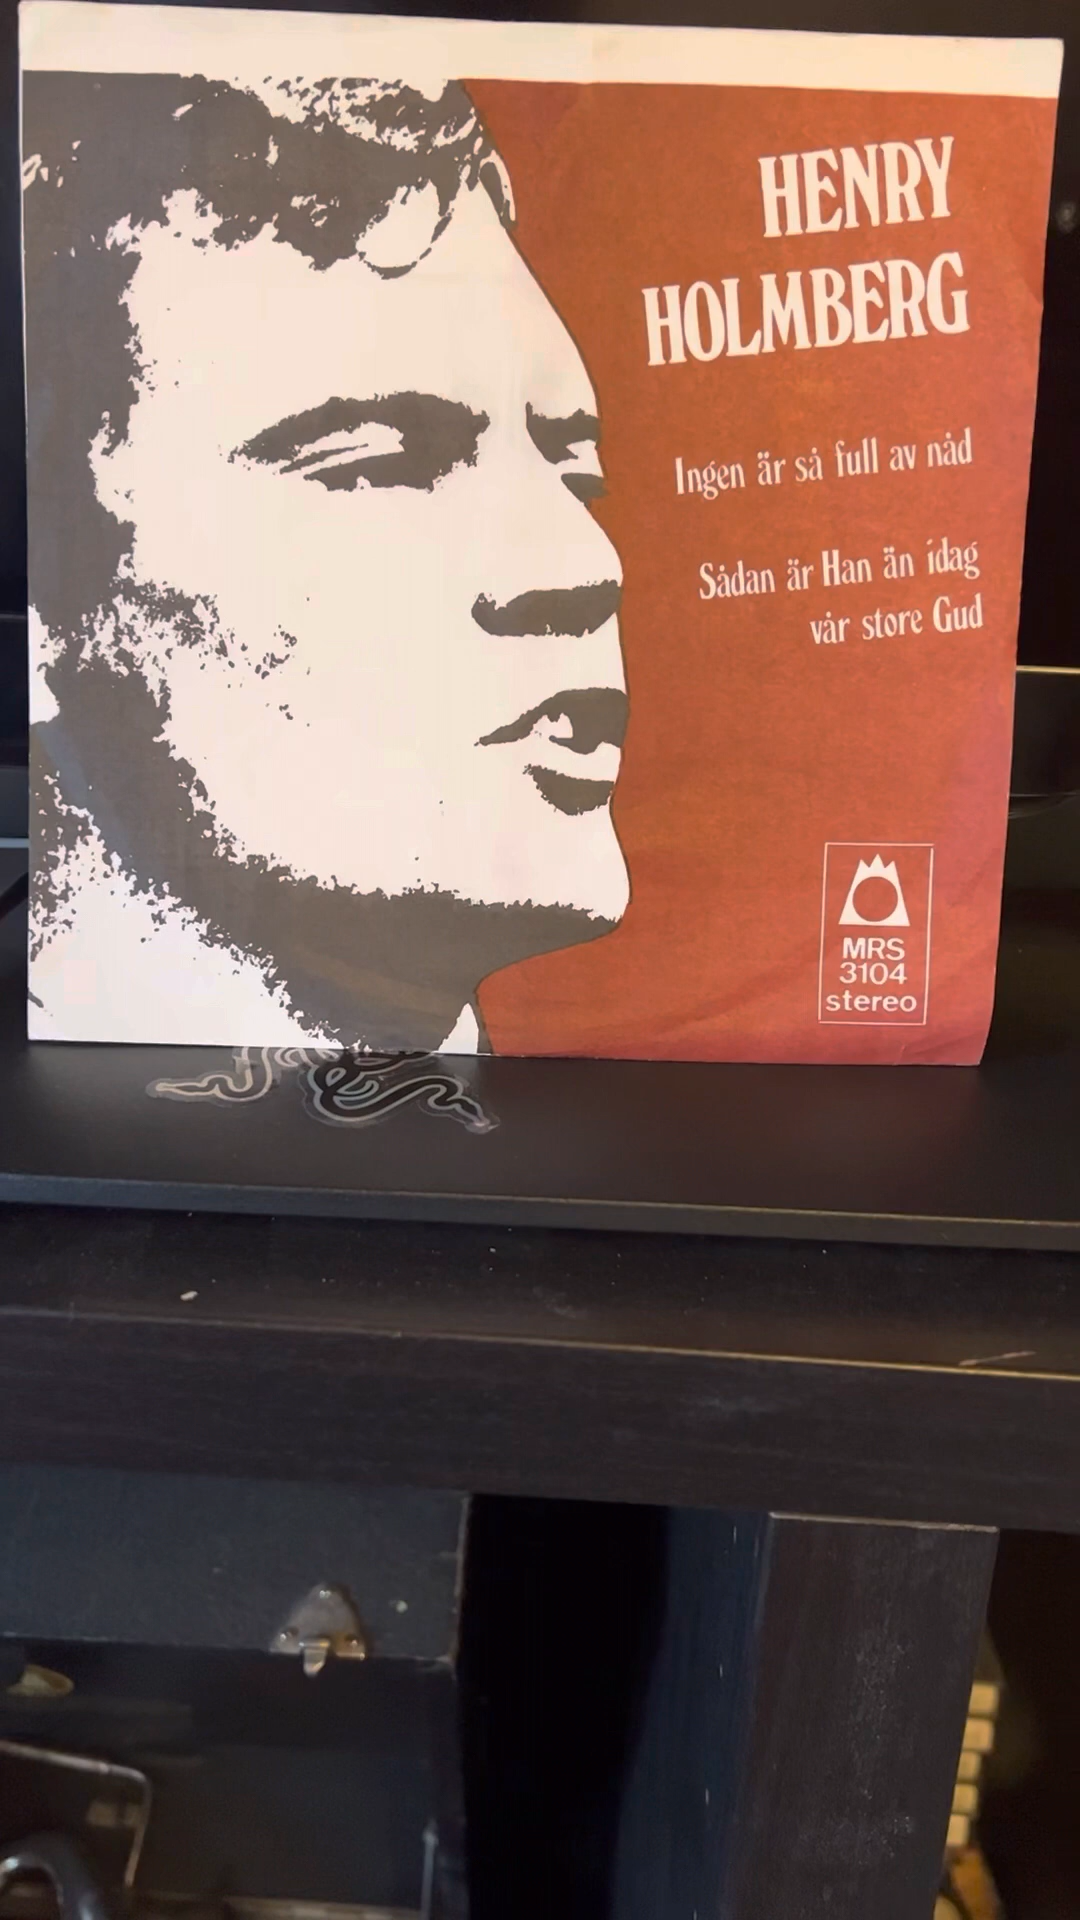 HENRY
HOLMBERG
Ingen är så full av nåd
Sådan är Han än idag
vår store Gud
MRS
3104
stereo